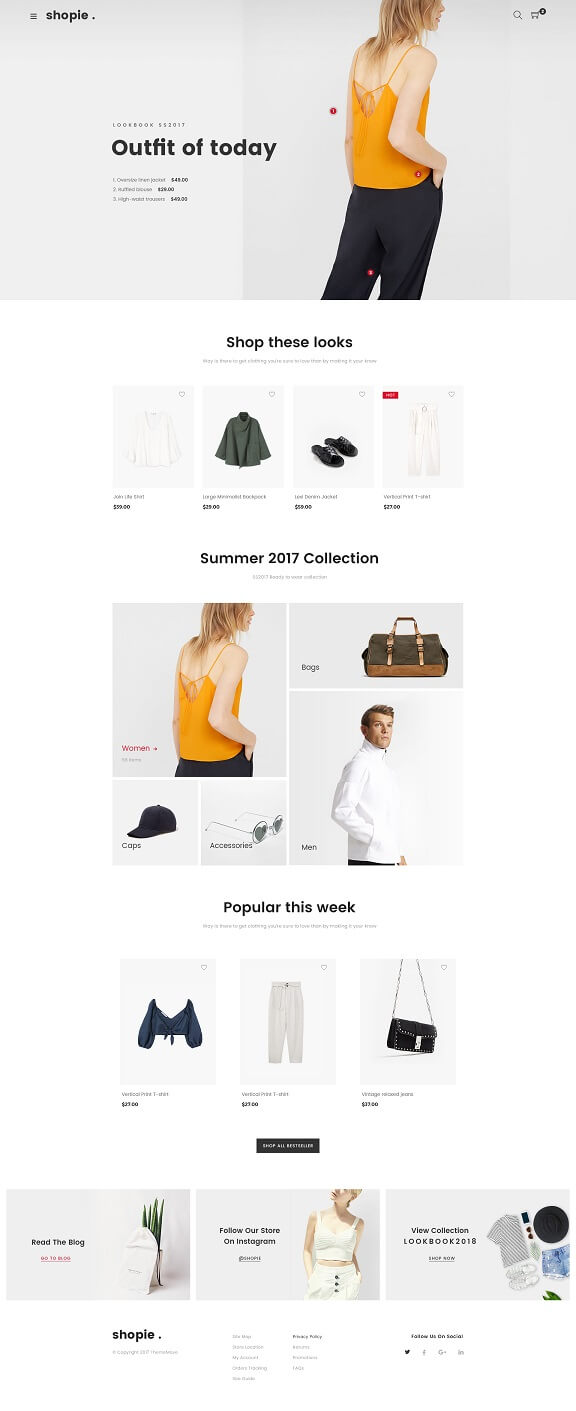 shopie .
2
LOOKBOOK SS2017
Outfit of today
1. Oversize linen jacket $49.00
2. Ruffled blouse $29.00
3. High-waist trousers $49.00
1
2
3
Shop these looks
Way is there to get clothing you're sure to love than by making it your know
HOT
Join Life Shirt
$59.00
Large Minimalist Backpack
$29.00
Lexi Denim Jacket
$59.00
Vertical Print T-shirt
$27.00
Summer 2017 Collection
SS2017 Ready to wear collection
Women →
58 items
Bags
Caps
Accessories
Men
Popular this week
Way is there to get clothing you're sure to love than by making it your know
Vertical Print T-shirt
$27.00
Vertical Print T-shirt
$27.00
Vintage relaxed jeans
$37.00
SHOP ALL BESTSELLER
Read The Blog
GO TO BLOG
Follow Our Store
On Instagram
@SHOPIE
View Collection
LOOKBOOK2018
SHOP NOW
shopie .
© Copyright 2017 ThemeMove
Site Map
Store Location
My Account
Orders Tracking
Size Guide
Privacy Policy
Returns
Promotions
FAQs
Follow Us On Social